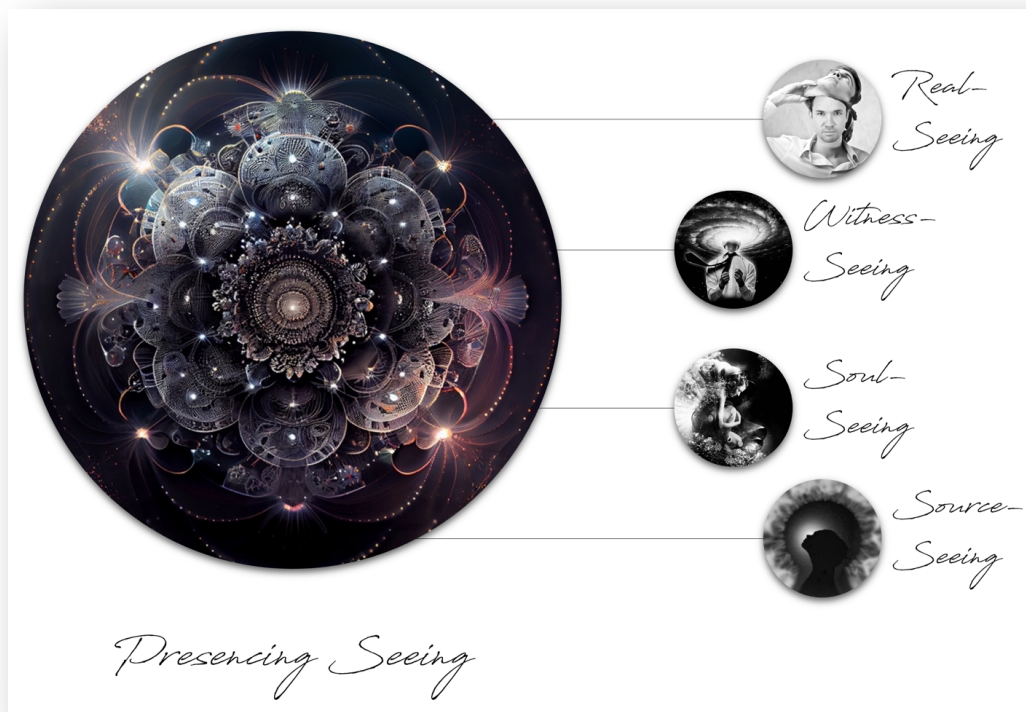 Real-
Seeing
Witness-
Seeing
Soul-
Seeing
Source-
Seeing
Presencing Seeing